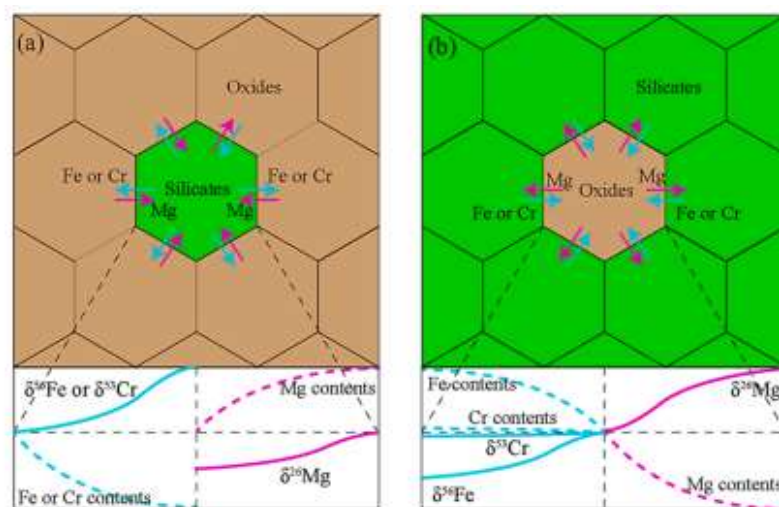 (a)
Oxides
Fe or Cr
Fe or Cr
Silicates
Mg
Mg
δ⁵⁶Fe or δ⁵³Cr
Mg contents
δ²⁶Mg
Fe or Cr contents
(b)
Silicates
Mg
Mg
Oxides
Fe or Cr
Fe or Cr
Fe contents
δ²⁶Mg
Cr contents
δ⁵³Cr
δ⁵⁶Fe
Mg contents